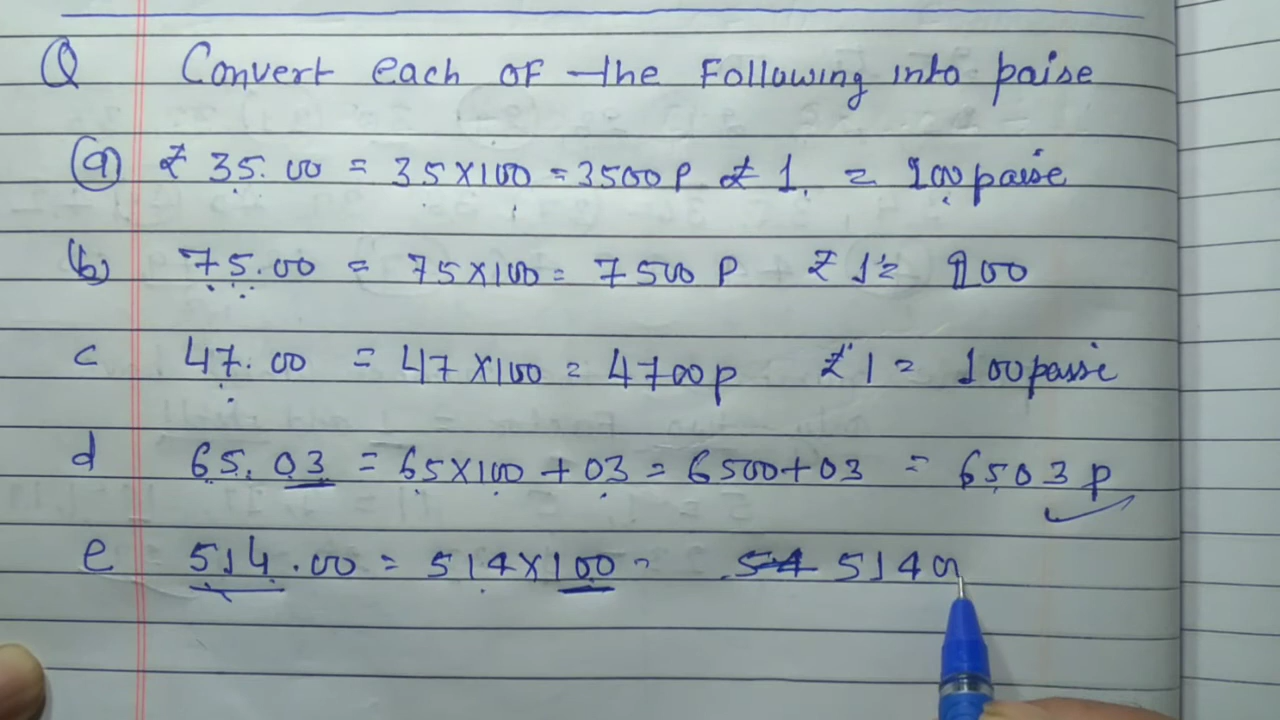 Q Convert each of the Following into paise
(a) ₹ 35.00 = 35×100 = 3500 P ₹ 1. = 100 paise
(b) 75.00 = 75×100 = 7500 P ₹ 1 = 100
c 47.00 = 47×100 = 4700 p ₹ 1 = 100 passe
d 65.03 = 65×100 + 03 = 6500+03 = 6503 p
e 514.00 = 514×100 = 5140